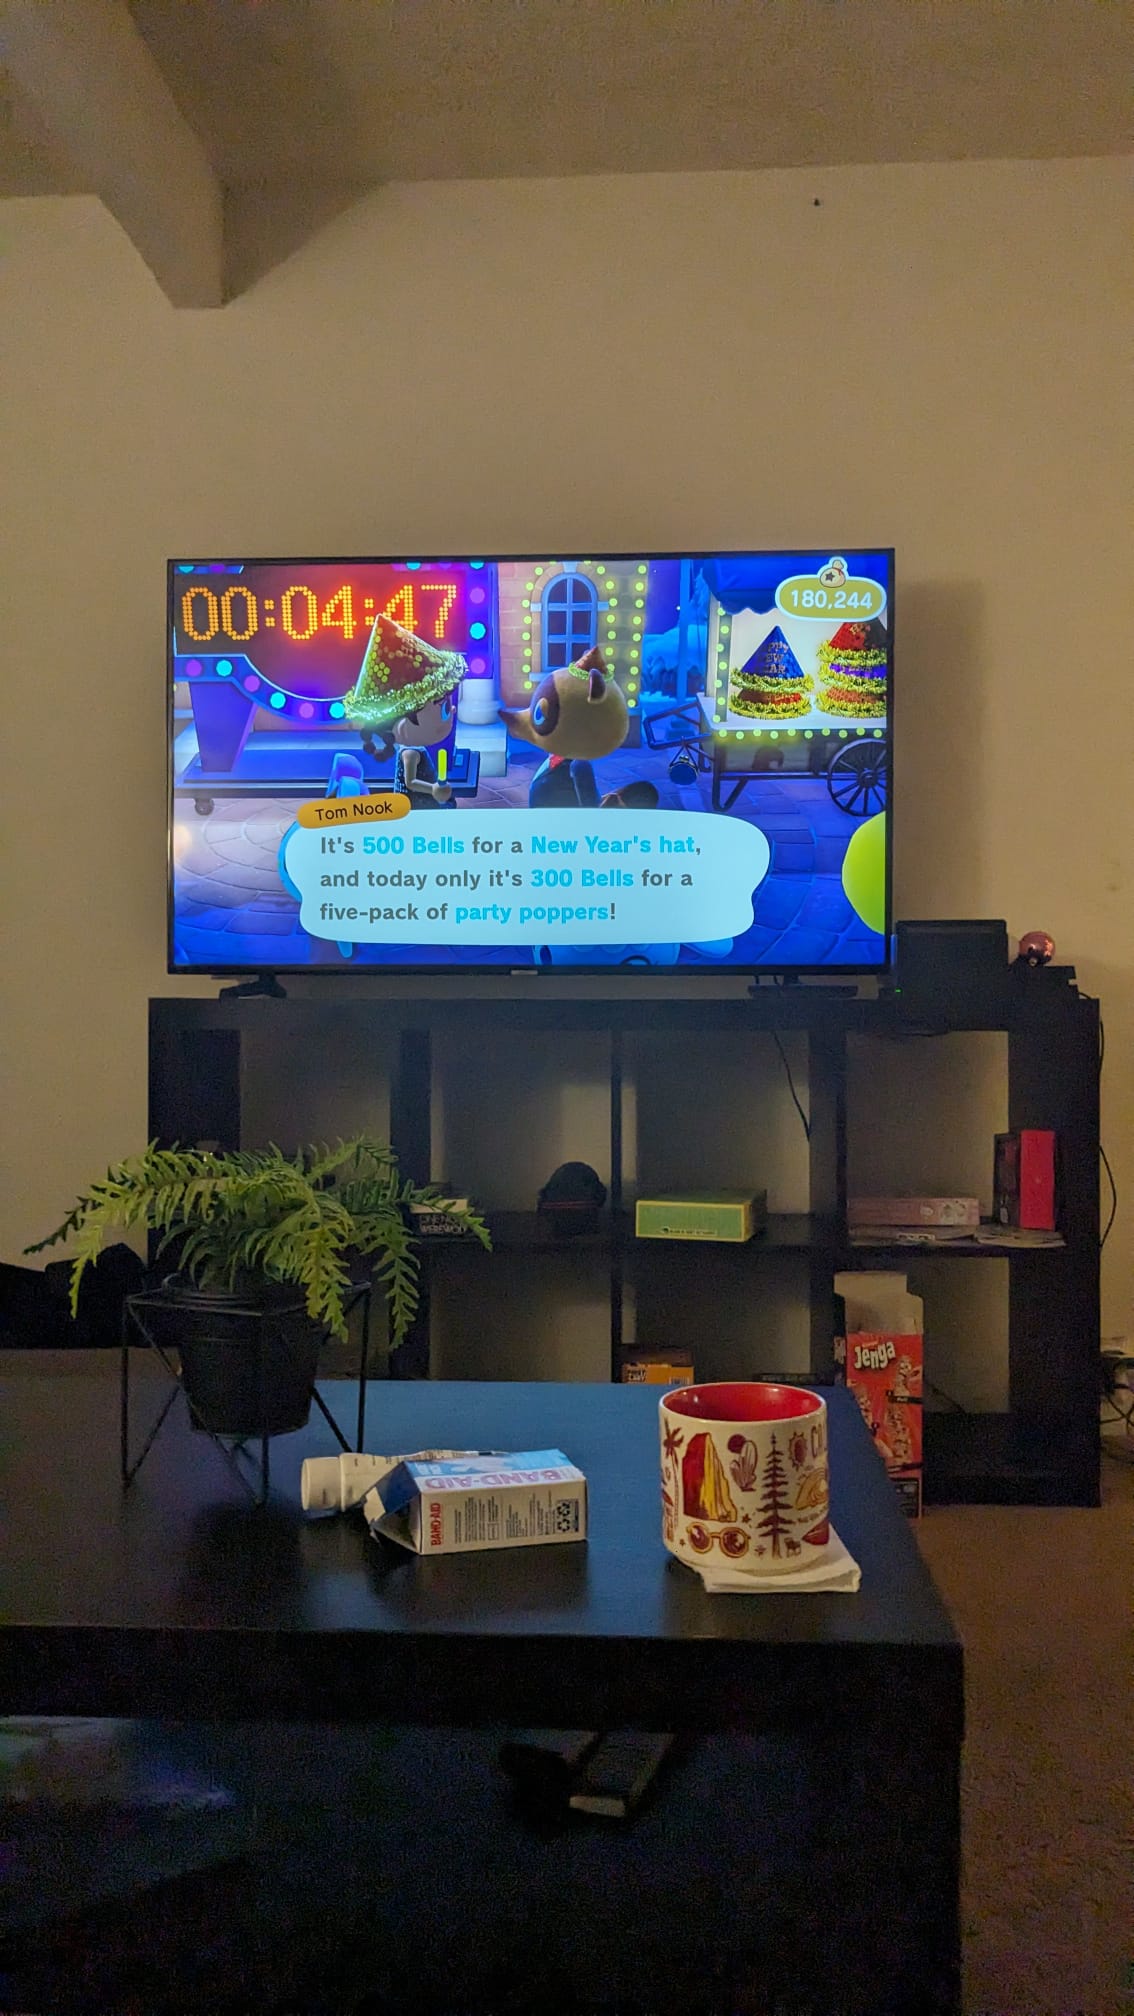 00:04:47
180,244
Tom Nook
It's 500 Bells for a New Year's hat,
and today only it's 300 Bells for a
five-pack of party poppers!
Jenga
BAND-AID
BAND-AID